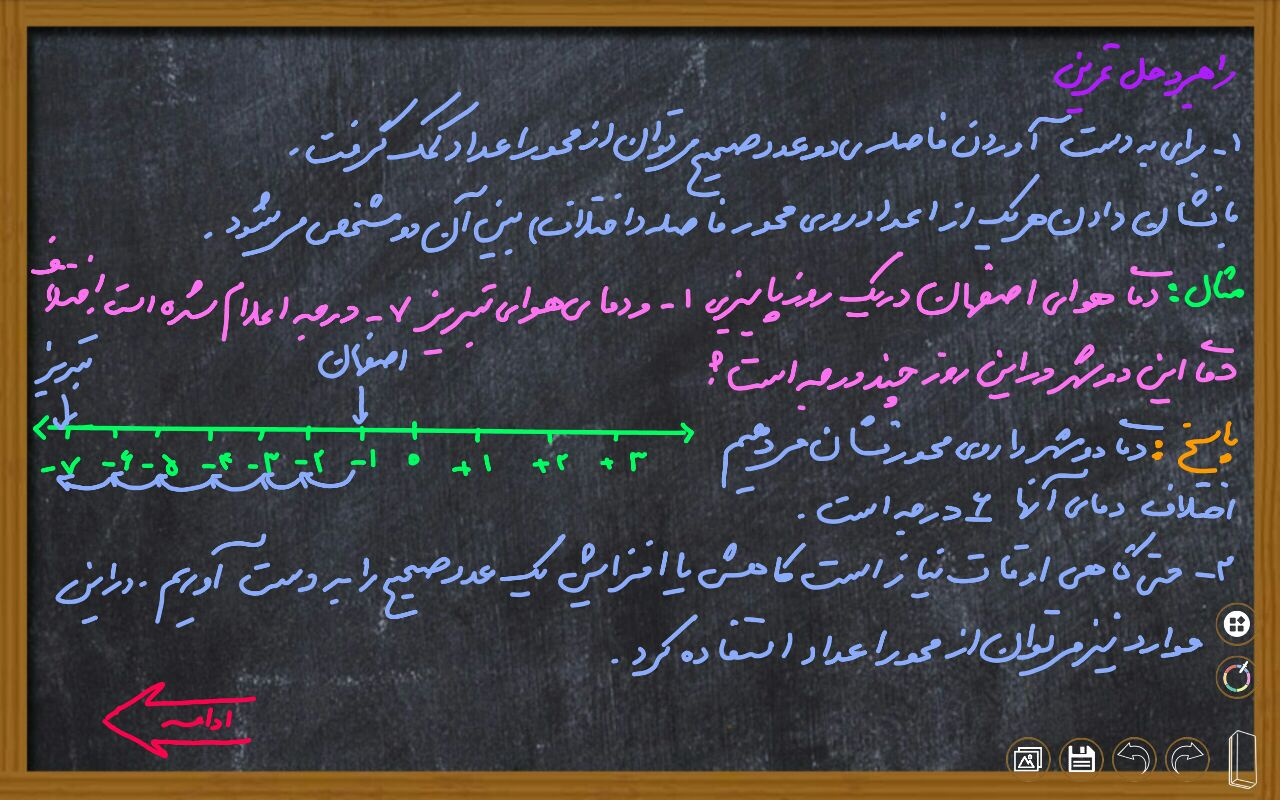 راهبرد حل تمرین
۱- برای به دست آوردن فاصله ی دو عدد صحیح می توان از محور اعداد کمک گرفت.
با نشان دادن هر یک از اعداد روی محور فاصله (اختلاف) بین آن دو مشخص می شود.
مثال: دمای هوای اصفهان در یک روز پاییزی ۱- و دمای هوای تبریز ۷- درجه اعلام شده است اختلاف
دمای این دو شهر در این روز چند درجه است؟
تبریز اصفهان
-۷ -۶ -۵ -۴ -۳ -۲ -۱ ۰ +۱ +۲ +۳
پاسخ: دمای دو شهر را روی محور نشان می دهیم
اختلاف دمای آنها ۶ درجه است.
۲- حتی گاهی اوقات نیاز است کاهش یا افزایش یک عدد صحیح را به دست آوریم. در این
موارد نیز می توان از محور اعداد استفاده کرد.
ادامه